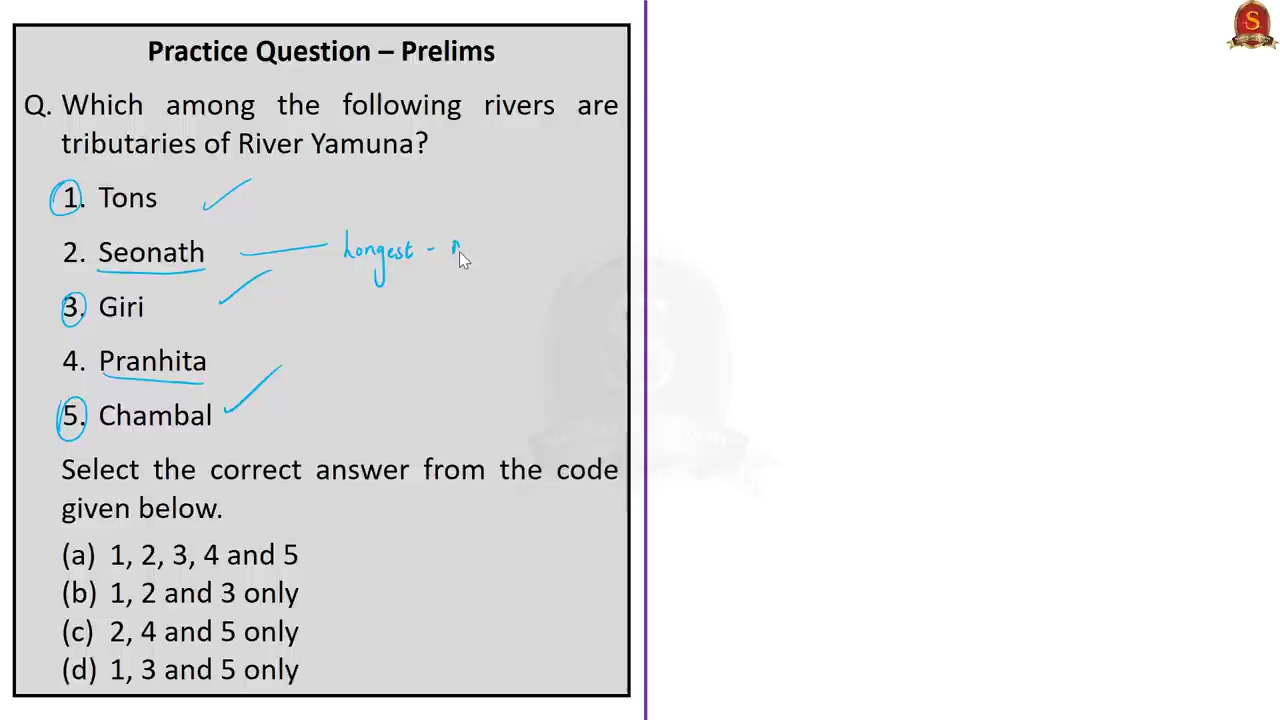 Practice Question – Prelims
Q. Which among the following rivers are
tributaries of River Yamuna?
1. Tons
2. Seonath — Longest -
3. Giri
4. Pranhita
5. Chambal
Select the correct answer from the code
given below.
(a) 1, 2, 3, 4 and 5
(b) 1, 2 and 3 only
(c) 2, 4 and 5 only
(d) 1, 3 and 5 only
S